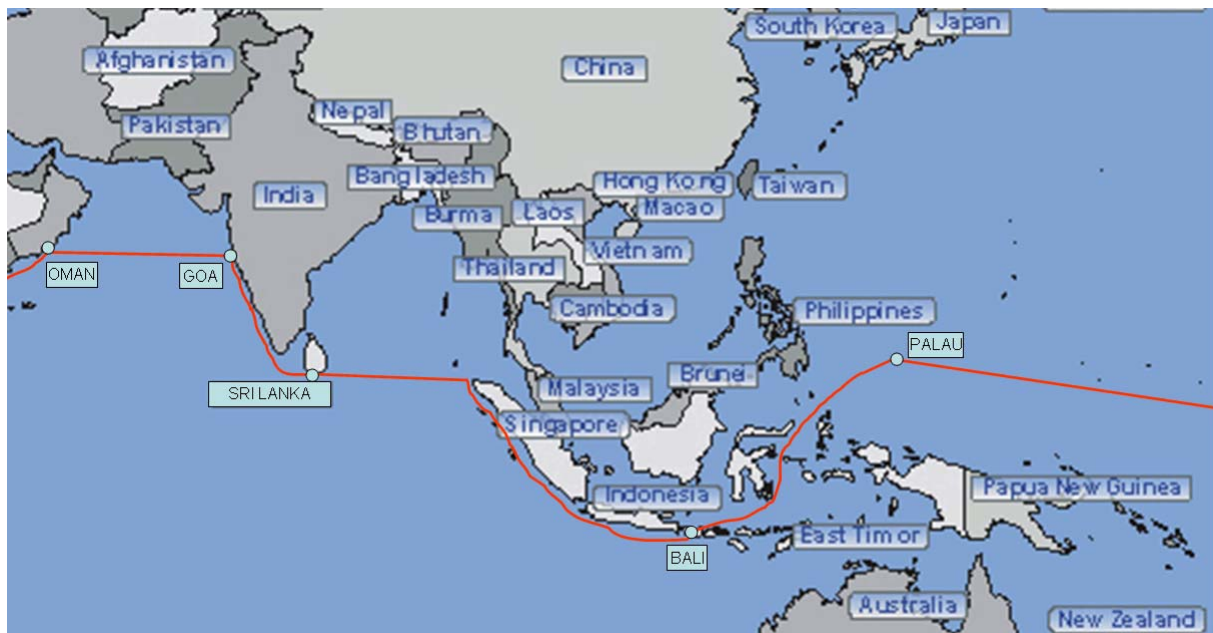 South Korea
Japan
Afghanistan
China
Nepal
Pakistan
Bhutan
Bangladesh
Hong Kong
Taiwan
India
Burma
Laos
Macao
Vietnam
OMAN
GOA
Thailand
Cambodia
Philippines
PALAU
Brunei
Malaysia
SRI LANKA
Singapore
Indonesia
Papua New Guinea
East Timor
BALI
Australia
New Zealand